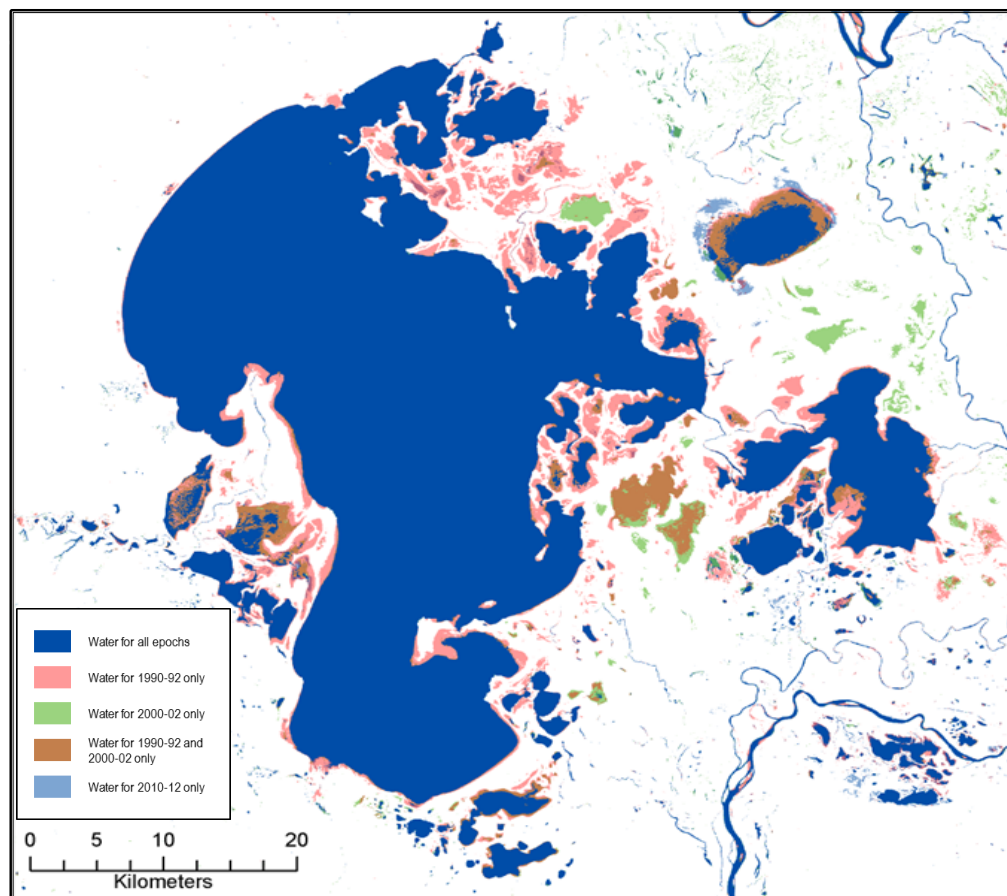 Water for all epochs
Water for 1990-92 only
Water for 2000-02 only
Water for 1990-92 and
2000-02 only
Water for 2010-12 only
0 5 10 20
Kilometers